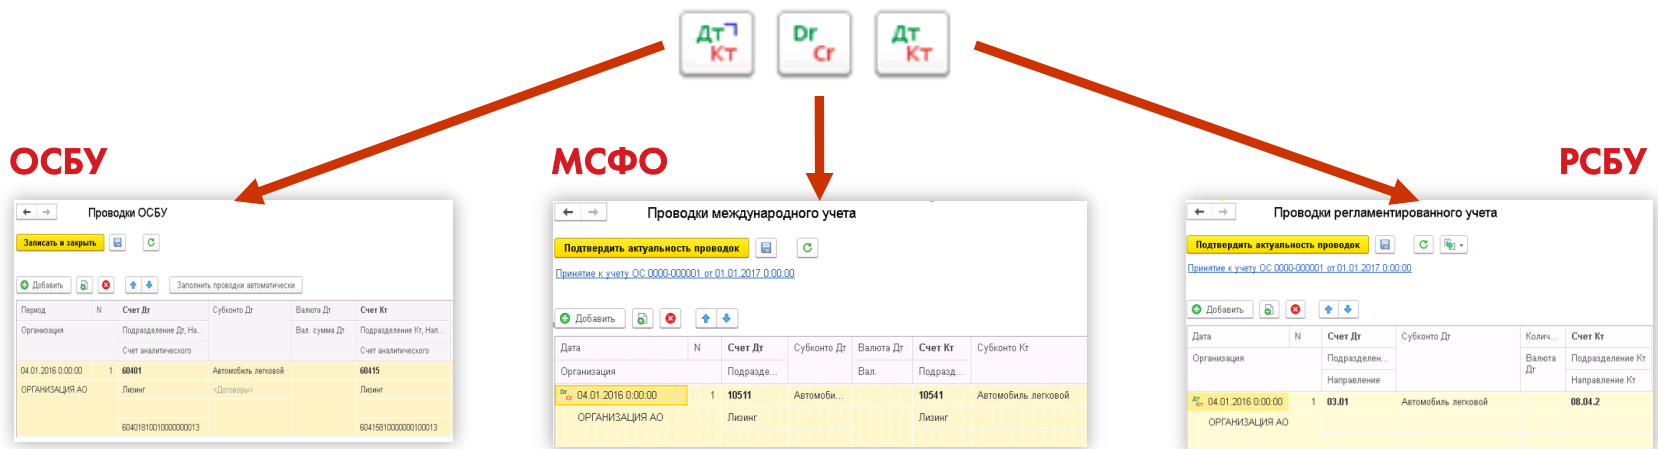 Дт
Кт
Dr
Cr
Дт
Кт
ОСБУ
Проводки ОСБУ
Записать и закрыть
Добавить
Заполнить проводки автоматически
Период N Счет Дт Субконто Дт Валюта Дт Счет Кт
Организация Подразделение Дт, На... Вал. сумма Дт Подразделение Кт, Нап...
Счет аналитического Счет аналитического
04.01.2016 0:00:00 1 60401 Автомобиль легковой 60415
ОРГАНИЗАЦИЯ АО Лизинг <Договоры> Лизинг
60401810010000000013 60415810000000100013
МСФО
Проводки международного учета
Подтвердить актуальность проводок
Принятие к учету ОС 0000-000001 от 01.01.2017 0:00:00
Добавить
Дата N Счет Дт Субконто Дт Валюта Дт Счет Кт Субконто Кт
Организация Подразде... Вал. Подразд...
Dr Cr 04.01.2016 0:00:00 1 10511 Автомоби... 10541 Автомобиль легковой
ОРГАНИЗАЦИЯ АО Лизинг Лизинг
РСБУ
Проводки регламентированного учета
Подтвердить актуальность проводок
Принятие к учету ОС 0000-000001 от 01.01.2017 0:00:00
Добавить
Дата N Счет Дт Субконто Дт Колич... Счет Кт
Организация Подразделен... Валюта Дт Подразделение Кт
Направление Направление Кт
Дт Кт 04.01.2016 0:00:00 1 03.01 Автомобиль легковой 08.04.2
ОРГАНИЗАЦИЯ АО